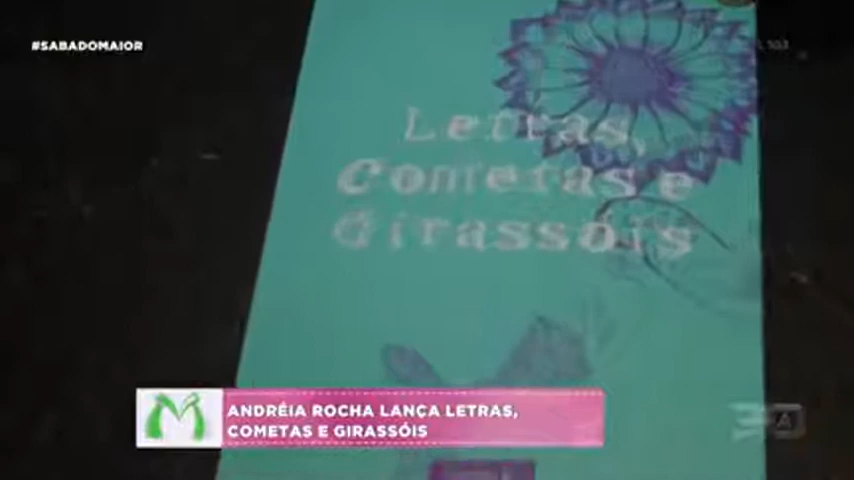 #SABADOMAIOR
Letras,
Cometas e
Girassóis
ANDRÉIA ROCHA LANÇA LETRAS,
COMETAS E GIRASSÓIS